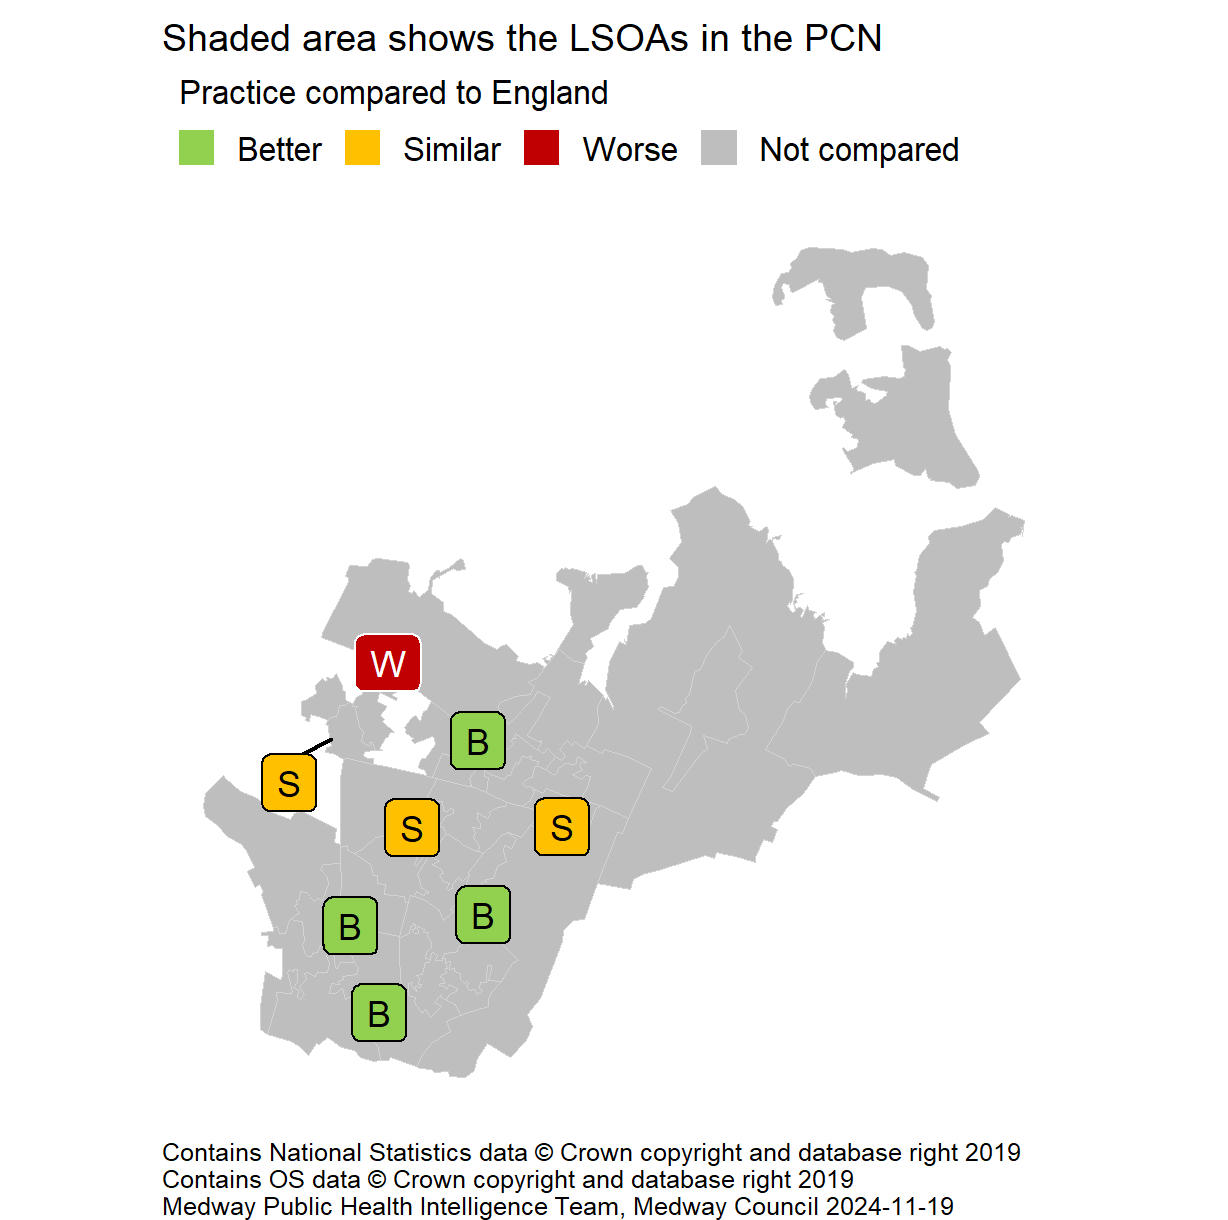 Shaded area shows the LSOAs in the PCN
Practice compared to England
Better Similar Worse Not compared
W
B
S
S S
B B
B
Contains National Statistics data © Crown copyright and database right 2019
Contains OS data © Crown copyright and database right 2019
Medway Public Health Intelligence Team, Medway Council 2024-11-19